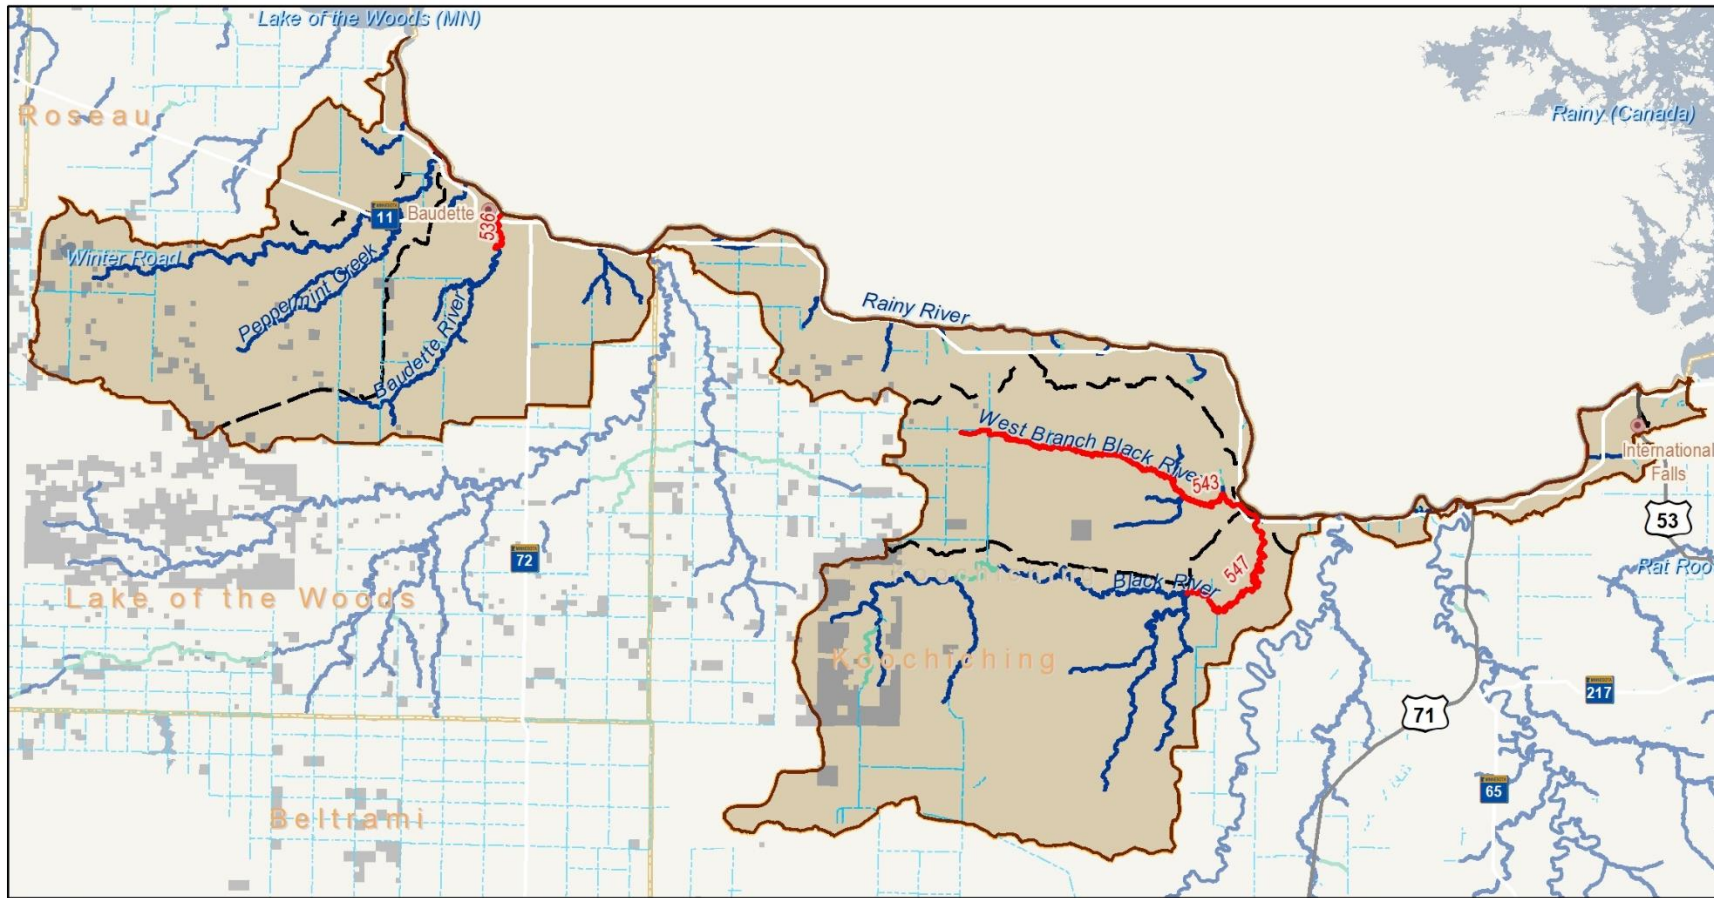 Lake of the Woods (MN)
Roseau
Rainy (Canada)
11
Baudette
536
Winter Road
Peppermint Creek
Baudette River
Rainy River
West Branch Black River
543
International
Falls
53
72
547
Black River
Rat Roo
Lake of the Woods
Koochiching
217
71
65
Beltrami